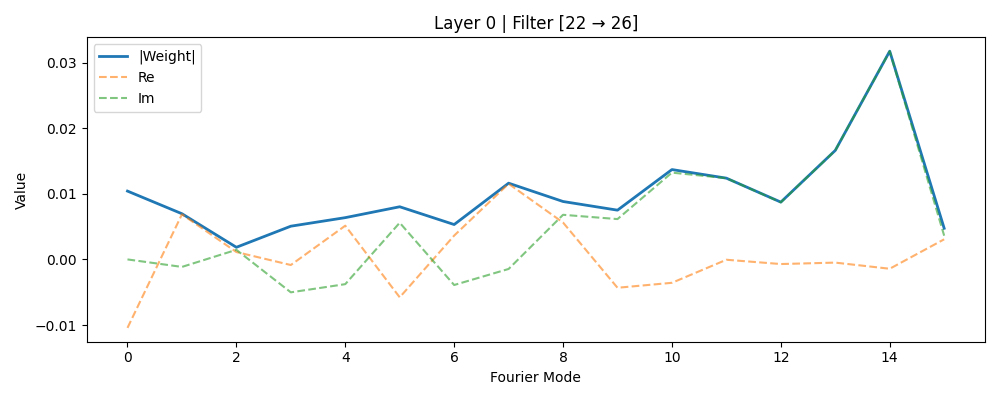 Layer 0 | Filter [22 → 26]
|Weight|
Re
Im
Value
0.03
0.02
0.01
0.00
−0.01
0 2 4 6 8 10 12 14
Fourier Mode